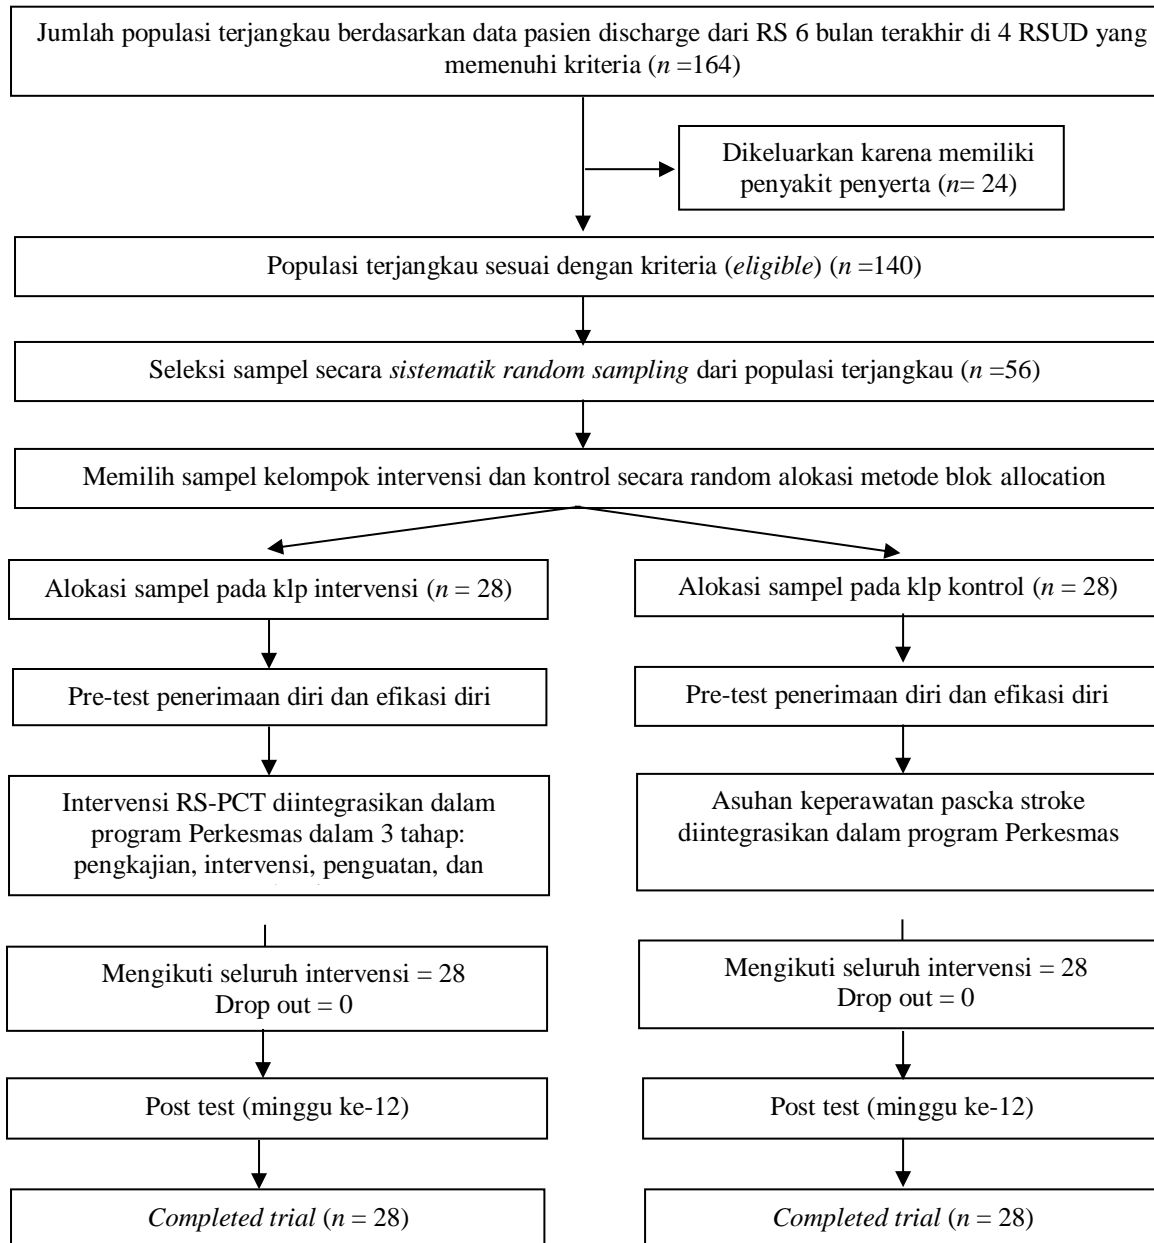 Jumlah populasi terjangkau berdasarkan data pasien discharge dari RS 6 bulan terakhir di 4 RSUD yang
memenuhi kriteria (n =164)
Dikeluarkan karena memiliki
penyakit penyerta (n= 24)
Populasi terjangkau sesuai dengan kriteria (eligible) (n =140)
Seleksi sampel secara sistematik random sampling dari populasi terjangkau (n =56)
Memilih sampel kelompok intervensi dan kontrol secara random alokasi metode blok allocation
Alokasi sampel pada klp intervensi (n = 28)
Alokasi sampel pada klp kontrol (n = 28)
Pre-test penerimaan diri dan efikasi diri
Pre-test penerimaan diri dan efikasi diri
Intervensi RS-PCT diintegrasikan dalam
program Perkesmas dalam 3 tahap:
pengkajian, intervensi, penguatan, dan
Asuhan keperawatan pascka stroke
diintegrasikan dalam program Perkesmas
Mengikuti seluruh intervensi = 28
Drop out = 0
Mengikuti seluruh intervensi = 28
Drop out = 0
Post test (minggu ke-12)
Post test (minggu ke-12)
Completed trial (n = 28)
Completed trial (n = 28)